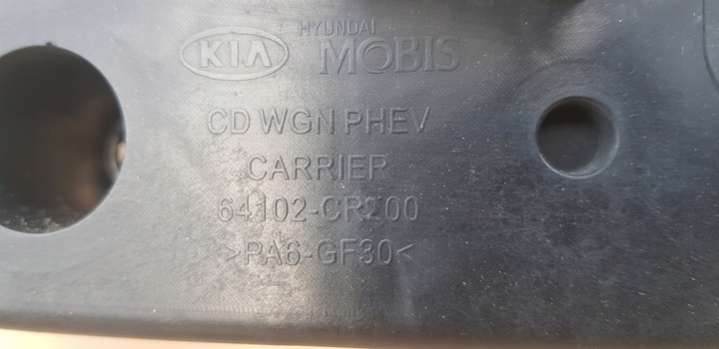 KIA HYUNDAI
MOBIS
CD WGN PHEV
CARRIER
64102-CR200
>PA6-GF30<